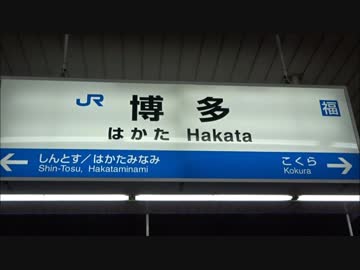 JR 博多 福
はかた Hakata
しんとす／はかたみなみ
Shin-Tosu, Hakataminami
こくら
Kokura